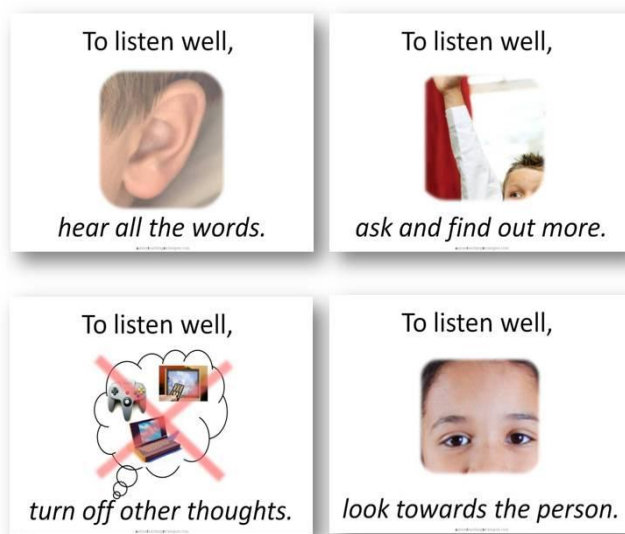 To listen well,
hear all the words.
To listen well,
ask and find out more.
To listen well,
turn off other thoughts.
To listen well,
look towards the person.